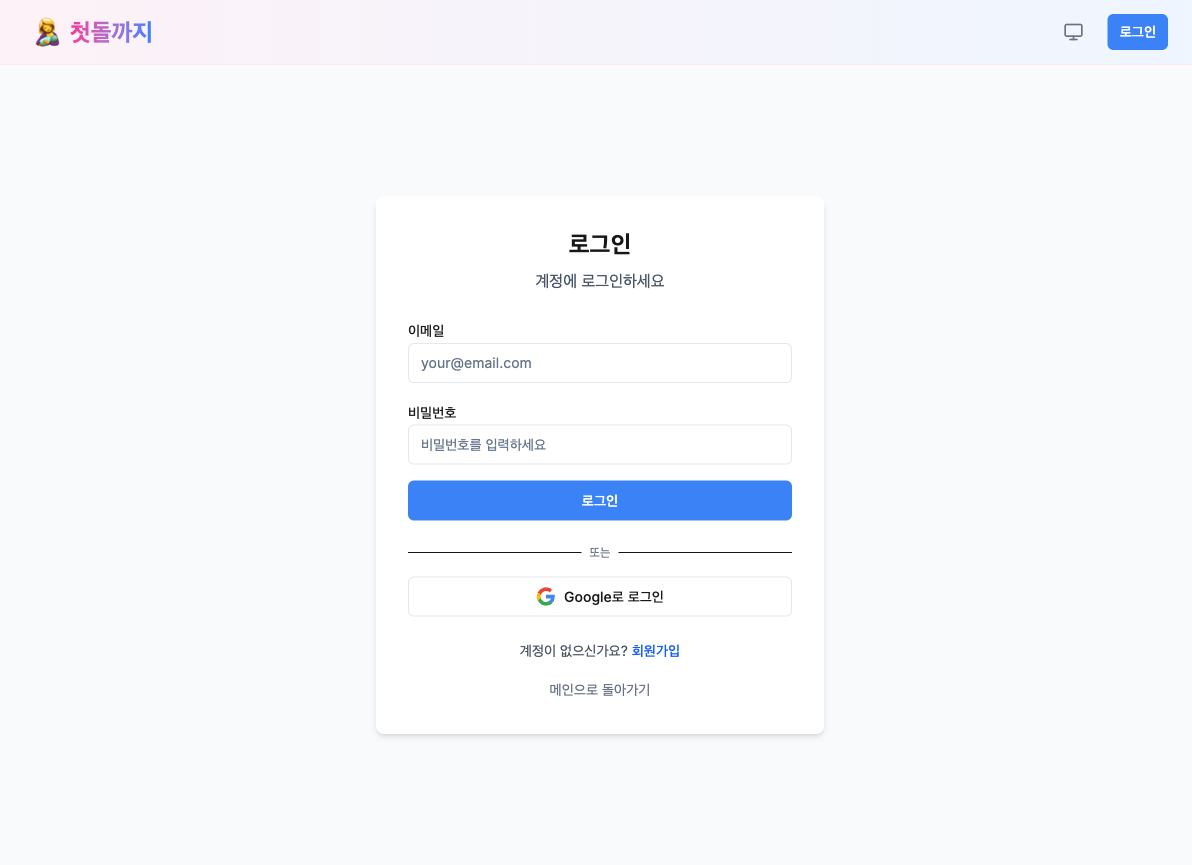 첫돌까지
로그인
로그인
계정에 로그인하세요
이메일
your@email.com
비밀번호
비밀번호를 입력하세요
로그인
또는
Google로 로그인
계정이 없으신가요? 회원가입
메인으로 돌아가기